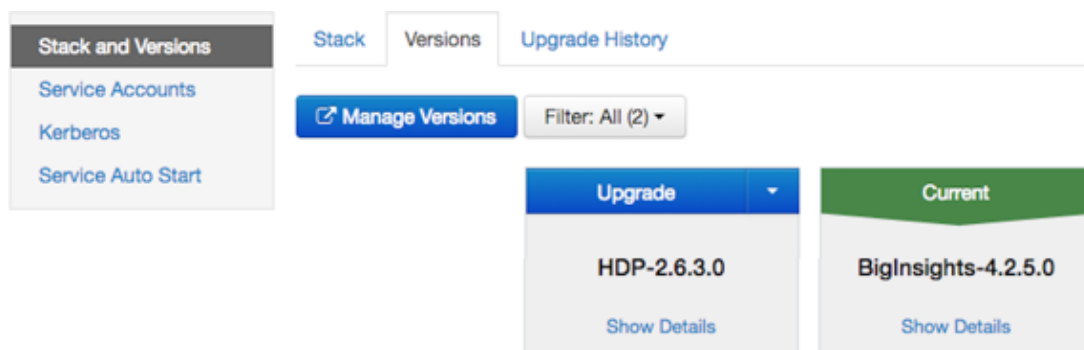 Stack and Versions
Service Accounts
Kerberos
Service Auto Start
Stack Versions Upgrade History
Manage Versions Filter: All (2)
Upgrade
HDP-2.6.3.0
Show Details
Current
BigInsights-4.2.5.0
Show Details